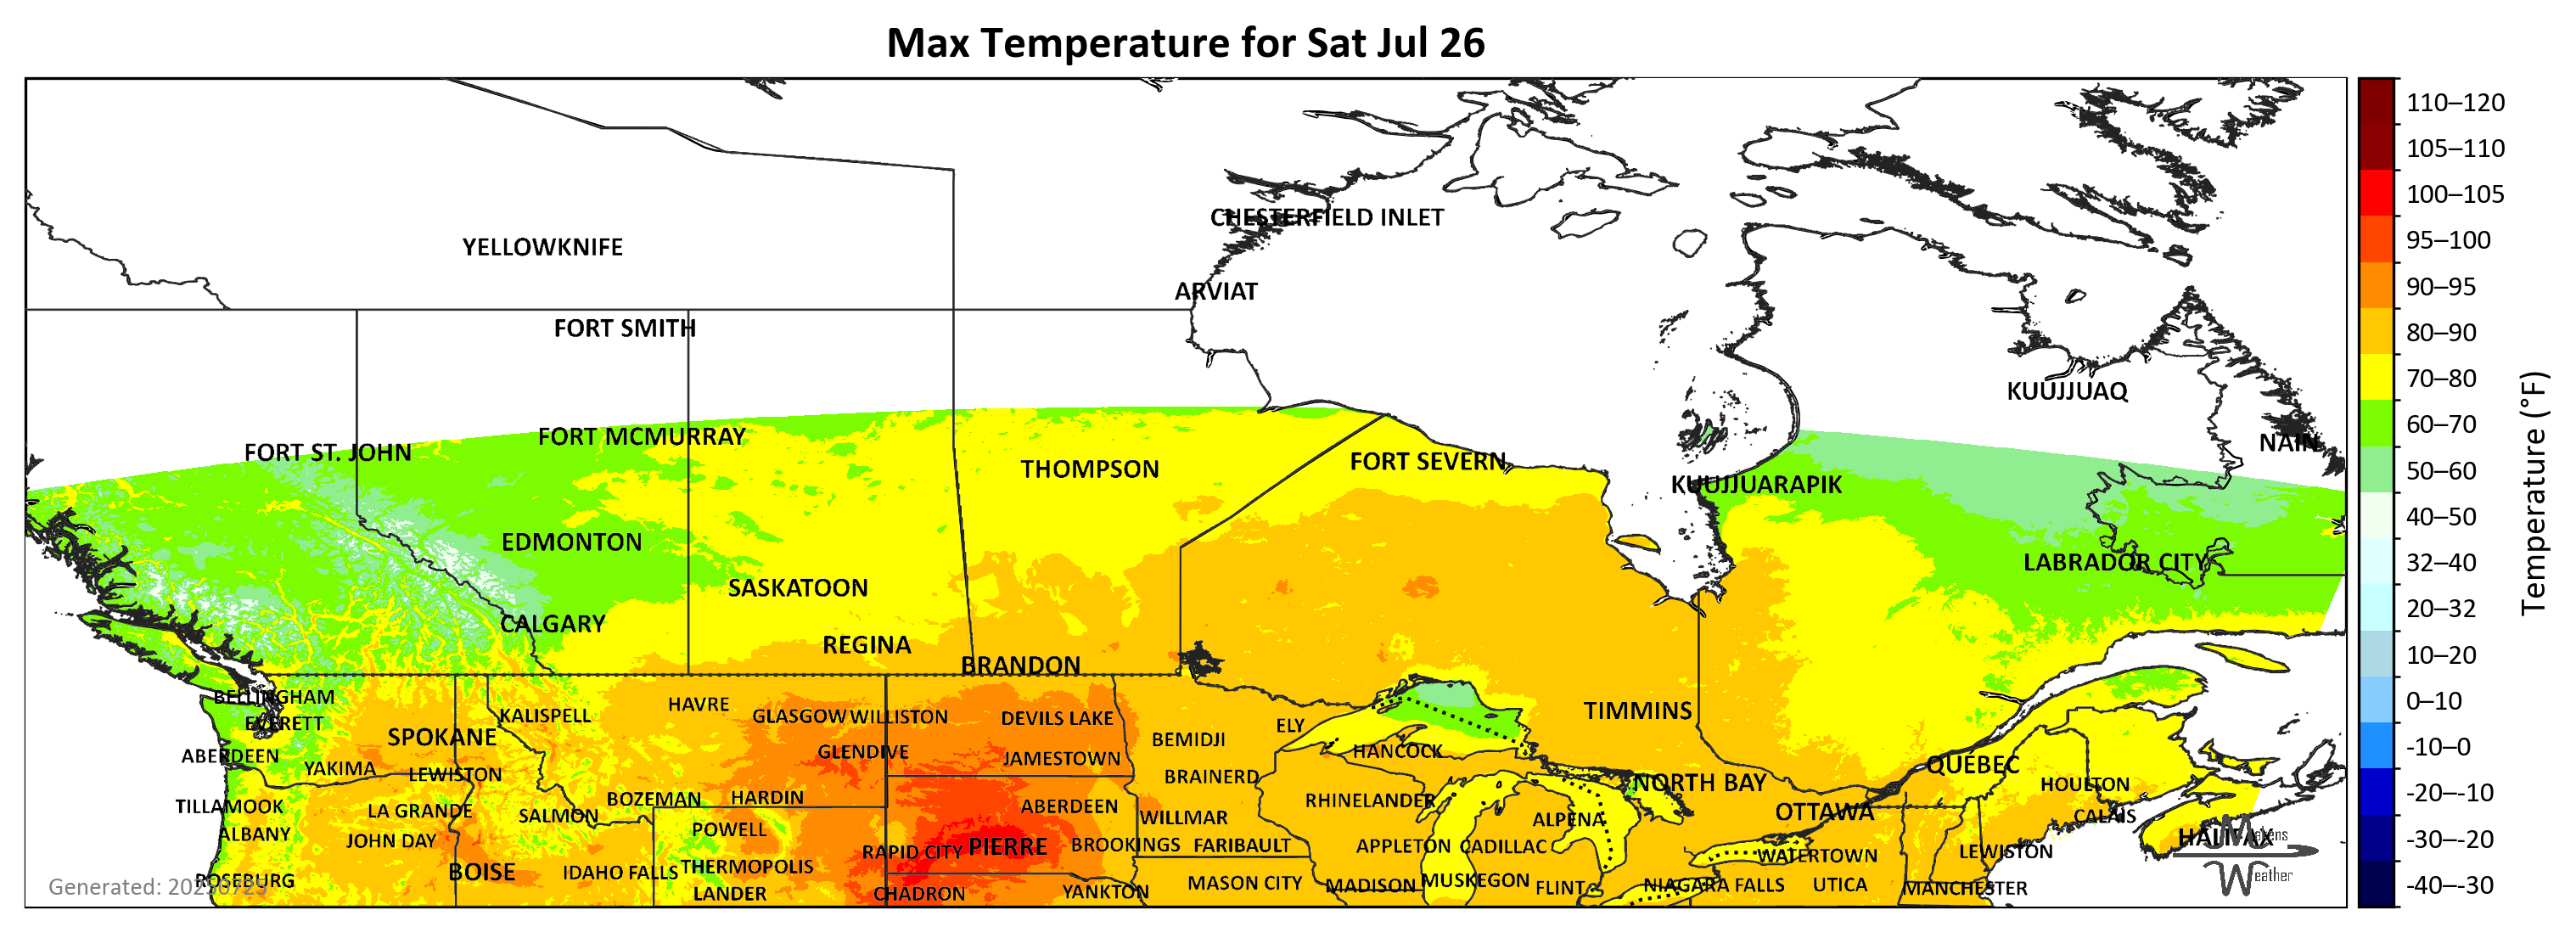 Max Temperature for Sat Jul 26
CHESTERFIELD INLET
YELLOWKNIFE
ARVIAT
FORT SMITH
KUUJJUAQ
FORT MCMURRAY
NAIN
FORT ST. JOHN
THOMPSON
FORT SEVERN
KUUJJUARAPIK
EDMONTON
LABRADOR CITY
SASKATOON
CALGARY
REGINA
BRANDON
BELLINGHAM
HAVRE
KALISPELL
GLASGOW
WILLISTON
DEVILS LAKE
TIMMINS
EVERETT
ELY
SPOKANE
BEMIDJI
ABERDEEN
GLENDIVE
JAMESTOWN
HANCOCK
QUEBEC
YAKIMA
LEWISTON
BRAINERD
NORTH BAY
HOULTON
BOZEMAN
HARDIN
RHINELANDER
TILLAMOOK
LA GRANDE
SALMON
ABERDEEN
WILLMAR
OTTAWA
CALAIS
ALBANY
JOHN DAY
POWELL
ALPENA
HALIFAX
RAPID CITY
PIERRE
BROOKINGS
FARIBAULT
APPLETON
CADILLAC
WATERTOWN
LEWISTON
BOISE
IDAHO FALLS
THERMOPOLIS
ROSEBURG
LANDER
CHADRON
YANKTON
MASON CITY
MADISON
MUSKEGON
FLINT
NIAGARA FALLS
UTICA
MANCHESTER
Weather
110–120
105–110
100–105
95–100
90–95
80–90
70–80
60–70
50–60
40–50
32–40
20–32
10–20
0–10
-10–0
-20–-10
-30–-20
-40–-30
Temperature (°F)